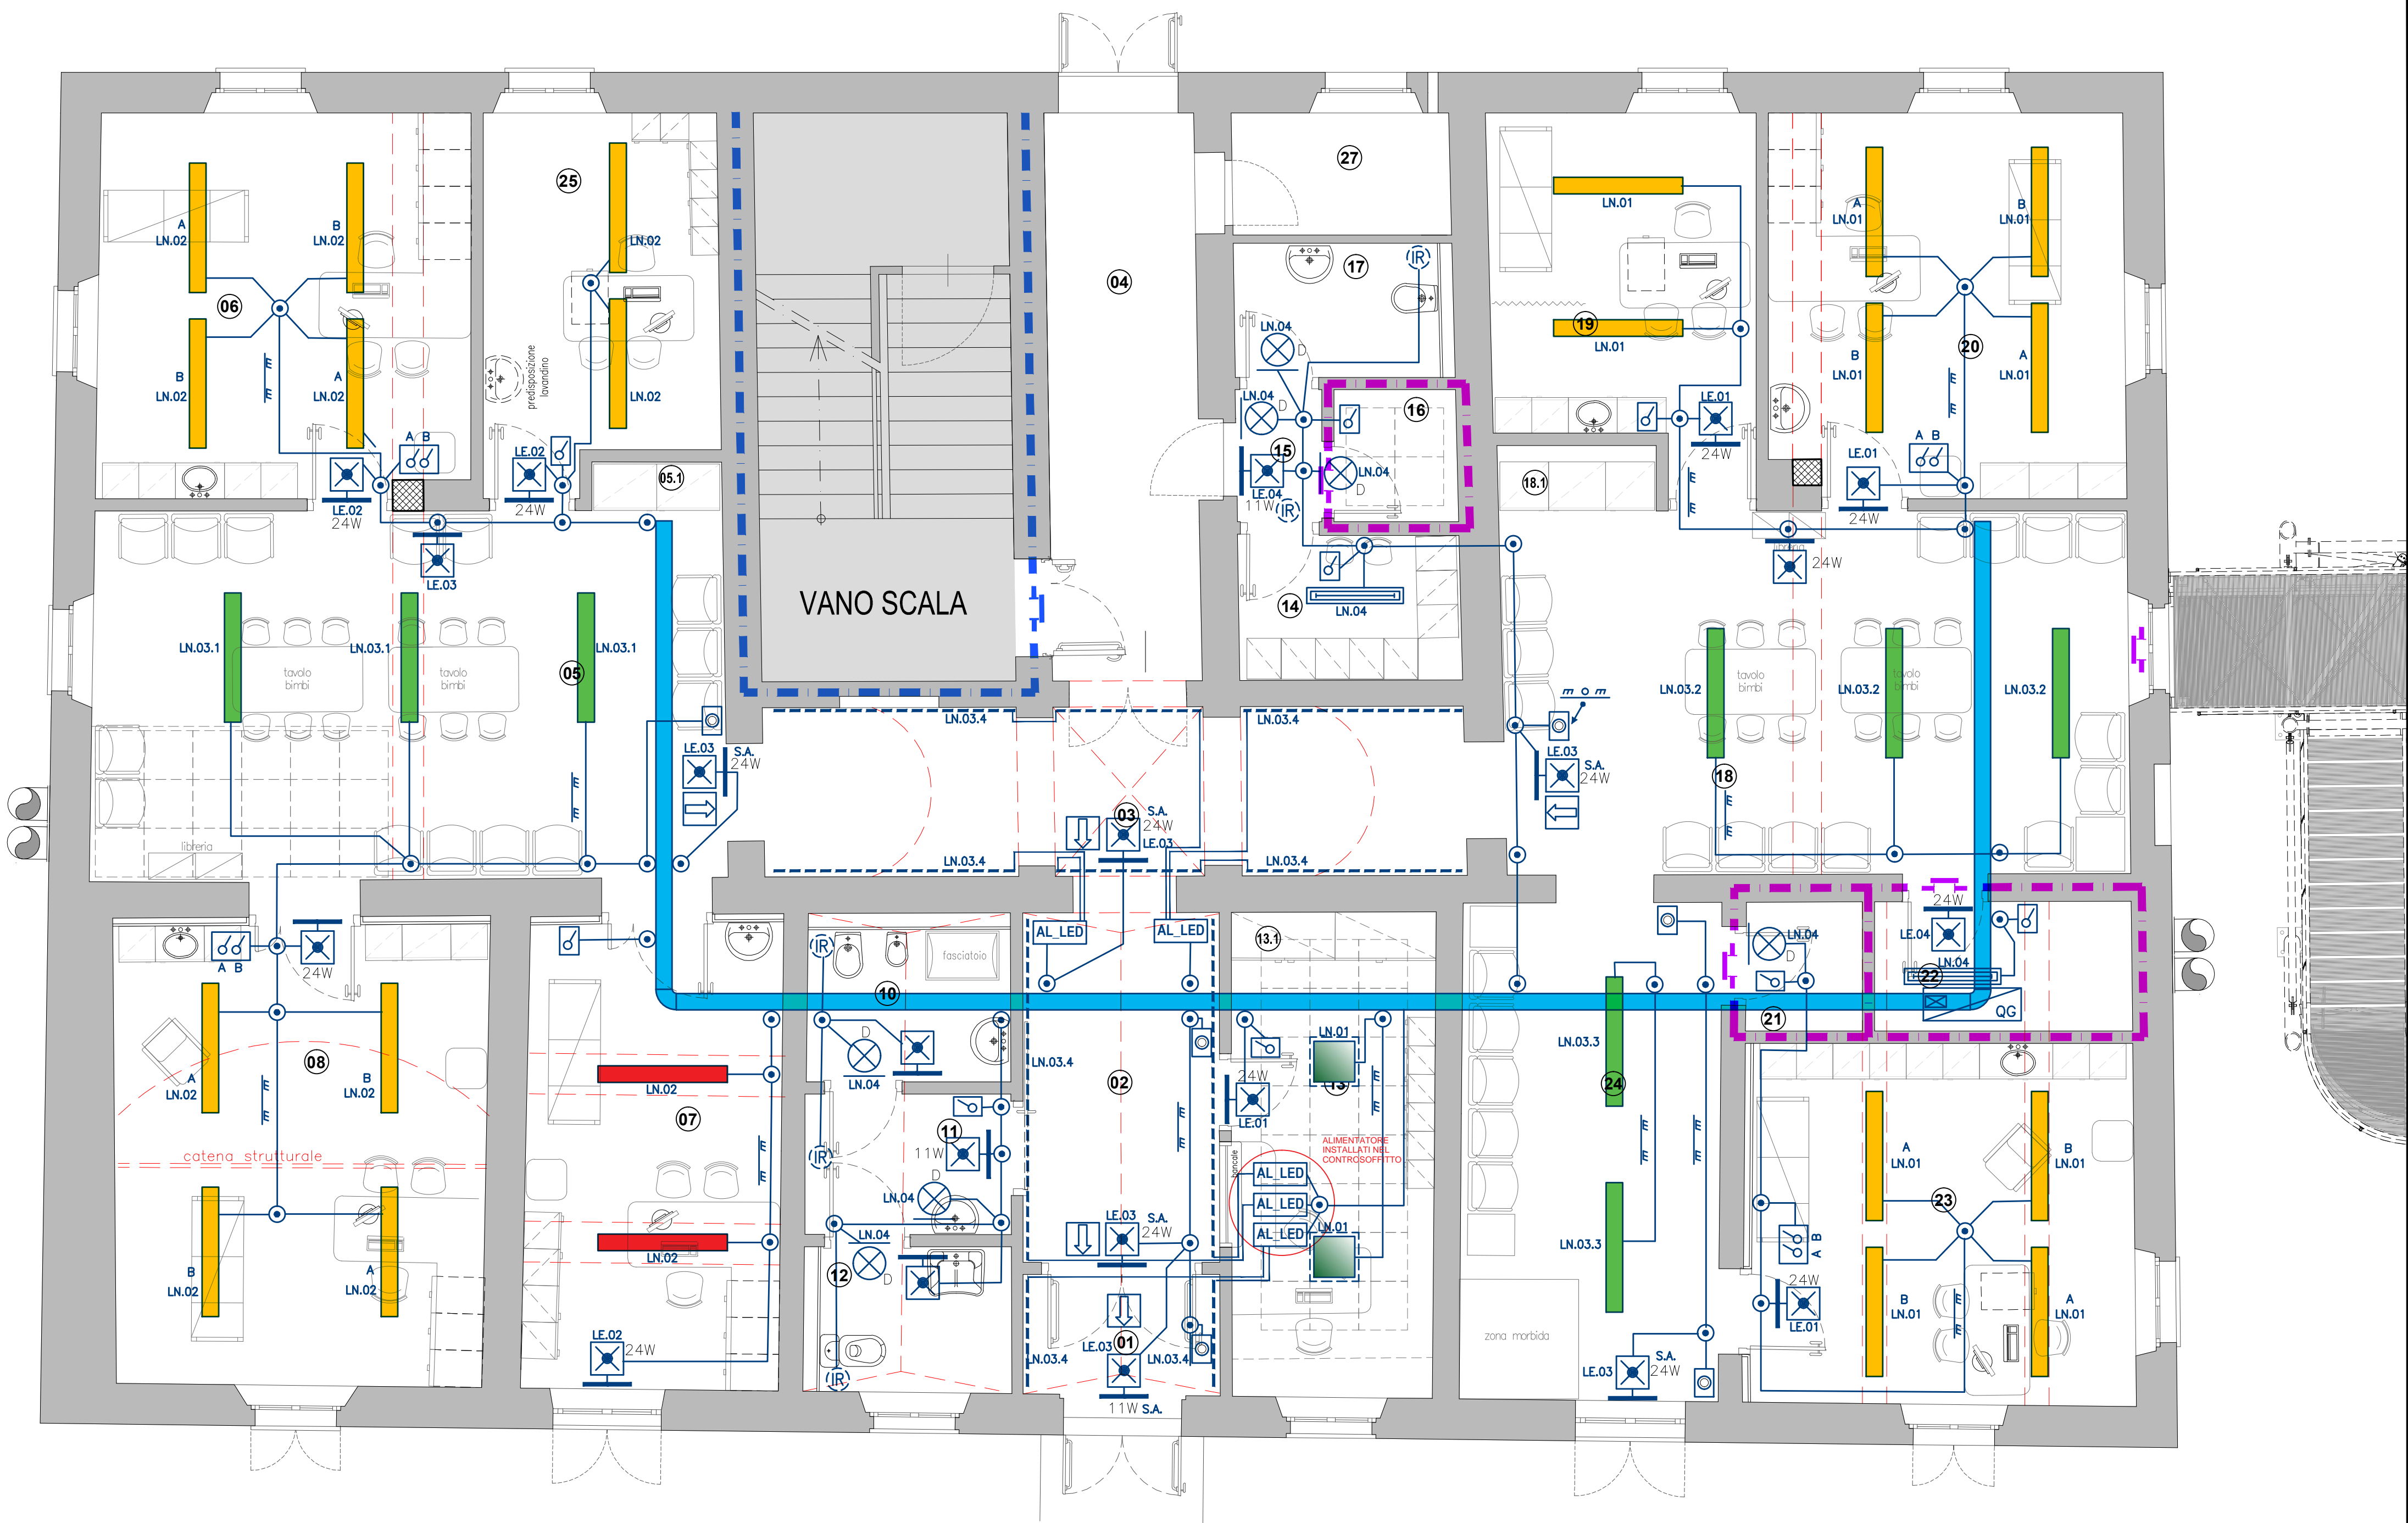 25
27
A
LN.02
B
LN.02
LN.02
06
B
LN.02
A
LN.02
E E
predisposizione
lavandino
LN.02
A B
LE.02
24W
LE.02
24W
05.1
04
17
IR
LN.04
D
LN.04
D
16
15
LN.04
D
LE.04
11W
IR
14
LN.04
LN.01
19
LN.01
LE.01
24W
18.1
E E
A
LN.01
B
LN.01
20
B
LN.01
A
LN.01
E E
A B
LE.01
24W
LE.03
VANO SCALA
LN.03.1
LN.03.1
05
LN.03.1
tavolo
bimbi
tavolo
bimbi
libreria
E E
LE.03
S.A.
24W
libreria
24W
LN.03.2
LN.03.2
LN.03.2
tavolo
bimbi
tavolo
bimbi
18
E E
E O E
LE.03
S.A.
24W
LN.03.4
LN.03.4
03
S.A.
24W
LE.03
LN.03.4
LN.03.4
A B
24W
08
A
LN.02
B
LN.02
E E
catena strutturale
B
LN.02
A
LN.02
LN.02
07
LN.02
E E
LE.02
24W
IR
fasciatoio
10
D
LN.04
11
11W
IR
D
LN.04
LN.04
D
12
IR
AL_LED
AL_LED
LN.03.4
02
E E
LE.03
S.A.
24W
01
LE.03
LN.03.4
LN.03.4
11W S.A.
13.1
LN.01
13
24W
LE.01
E E
ALIMENTATORE
INSTALLATI NEL
CONTROSOFFITTO
bancale
AL_LED
AL_LED
AL_LED
LN.01
LN.03.3
24
LN.03.3
E E
E E
zona morbida
LE.03
S.A.
24W
LN.04
D
21
24W
LE.04
LN.04
22
QG
A
LN.01
B
LN.01
23
A B
24W
LE.01
B
LN.01
A
LN.01
E E